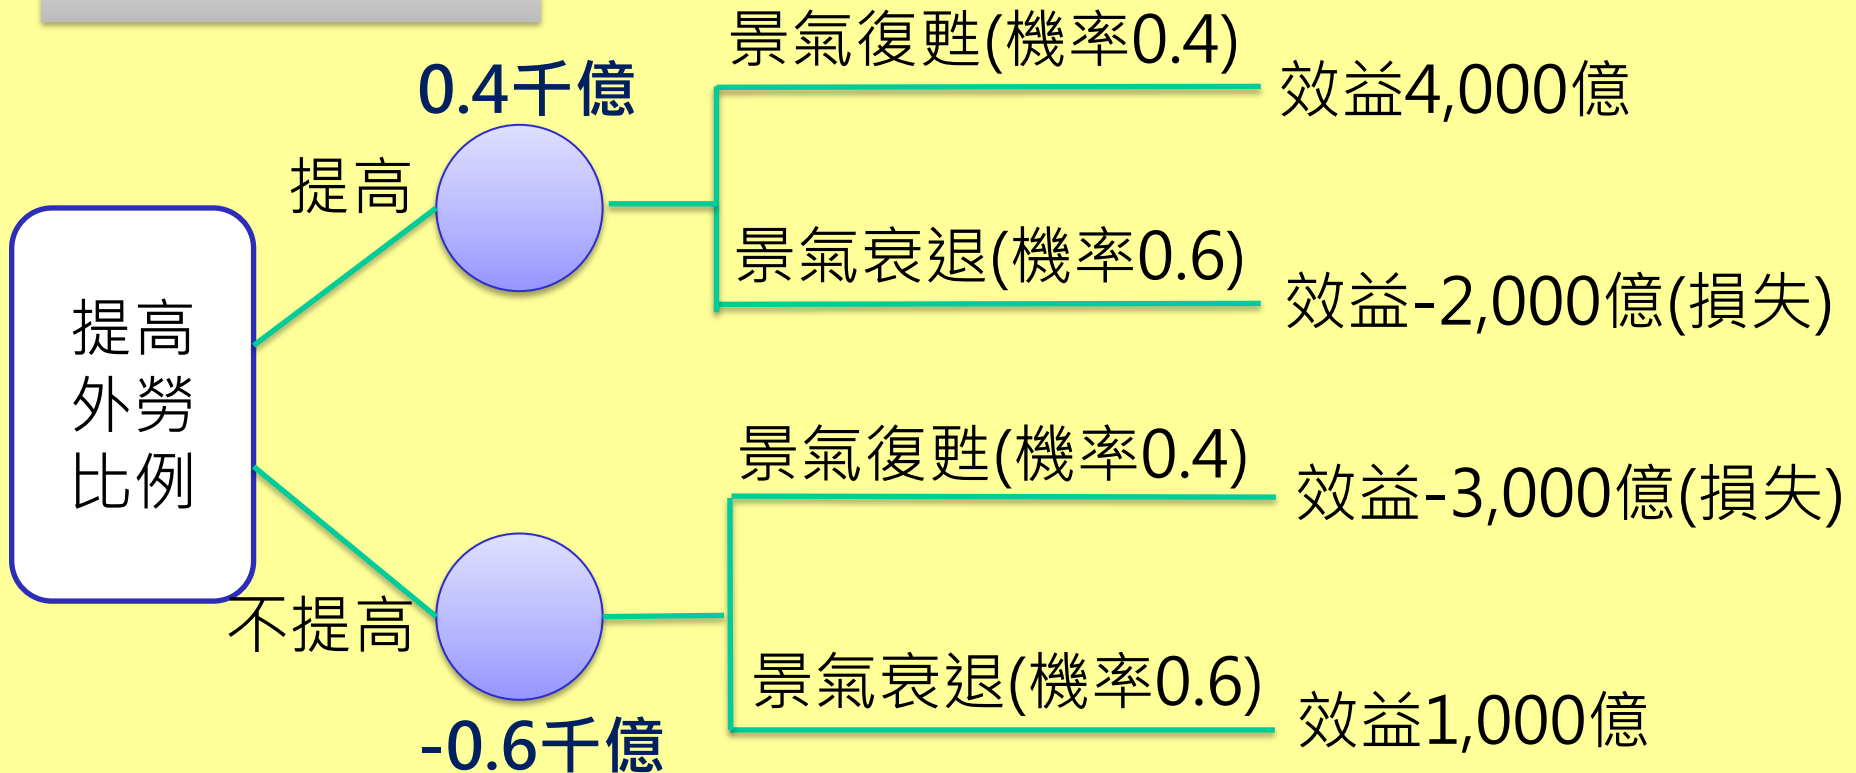 提高
外勞
比例
提高
0.4千億
景氣復甦(機率0.4)
效益4,000億
景氣衰退(機率0.6)
效益-2,000億(損失)
不提高
-0.6千億
景氣復甦(機率0.4)
效益-3,000億(損失)
景氣衰退(機率0.6)
效益1,000億